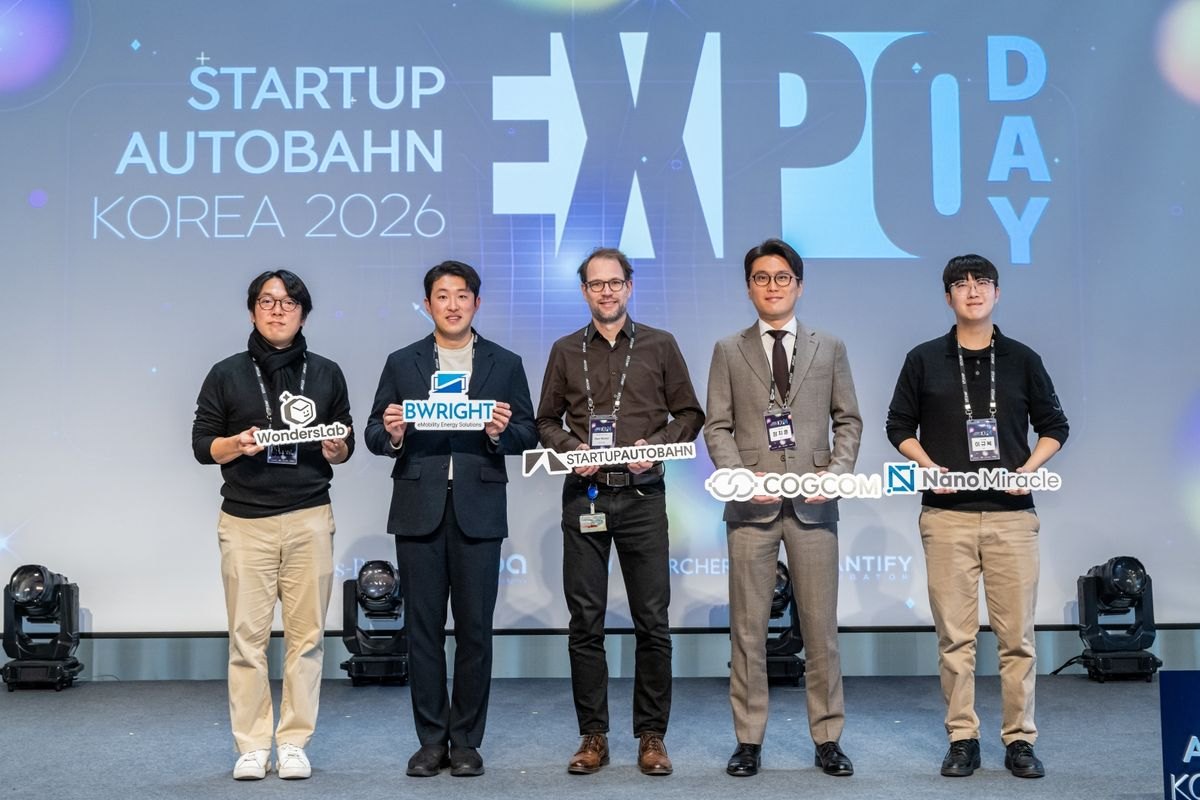 STARTUP
AUTOBAHN
KOREA 2026
EXPO
DAY
WondersLab
BWRIGHT
eMobility Energy Solutions
STARTUPAUTOBAHN
COGCOM
NanoMiracle